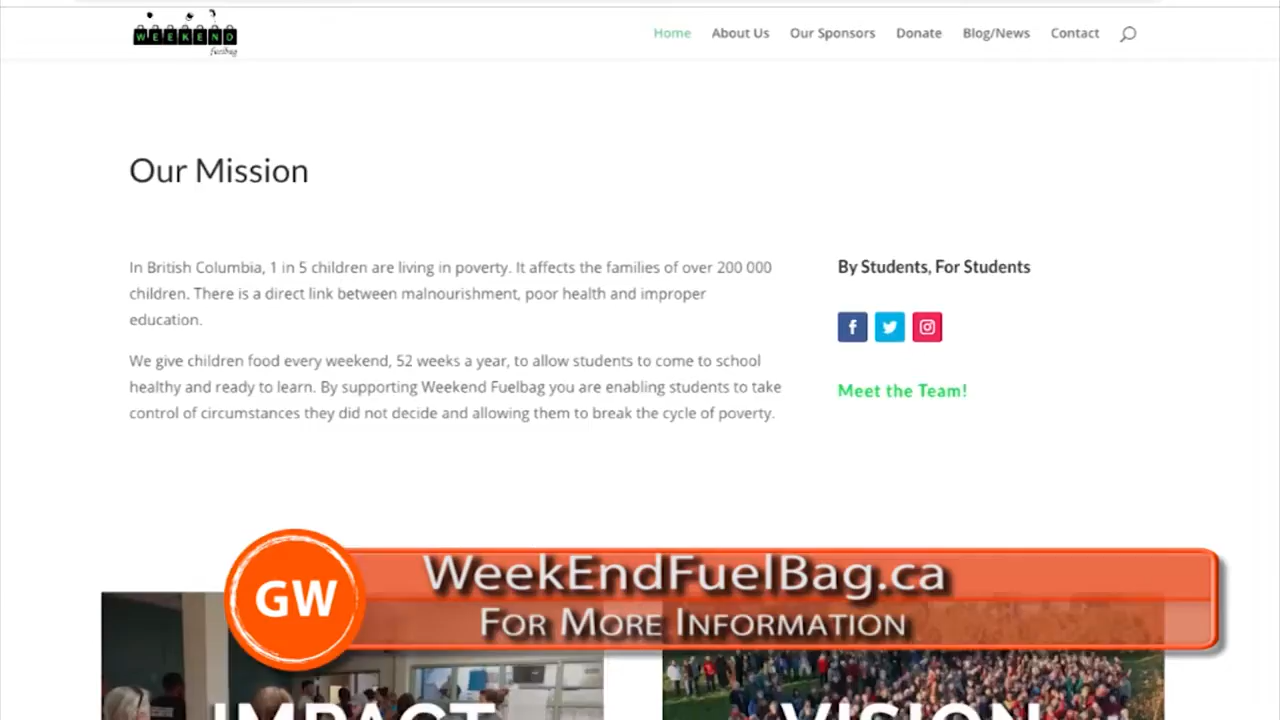 WEEKEND
fuelbag
Home About Us Our Sponsors Donate Blog/News Contact
Our Mission
In British Columbia, 1 in 5 children are living in poverty. It affects the families of over 200 000
children. There is a direct link between malnourishment, poor health and improper
education.
We give children food every weekend, 52 weeks a year, to allow students to come to school
healthy and ready to learn. By supporting Weekend Fuelbag you are enabling students to take
control of circumstances they did not decide and allowing them to break the cycle of poverty.
By Students, For Students
Meet the Team!
GW
WeekEndFuelBag.ca
For More Information
IMPACT
VISION